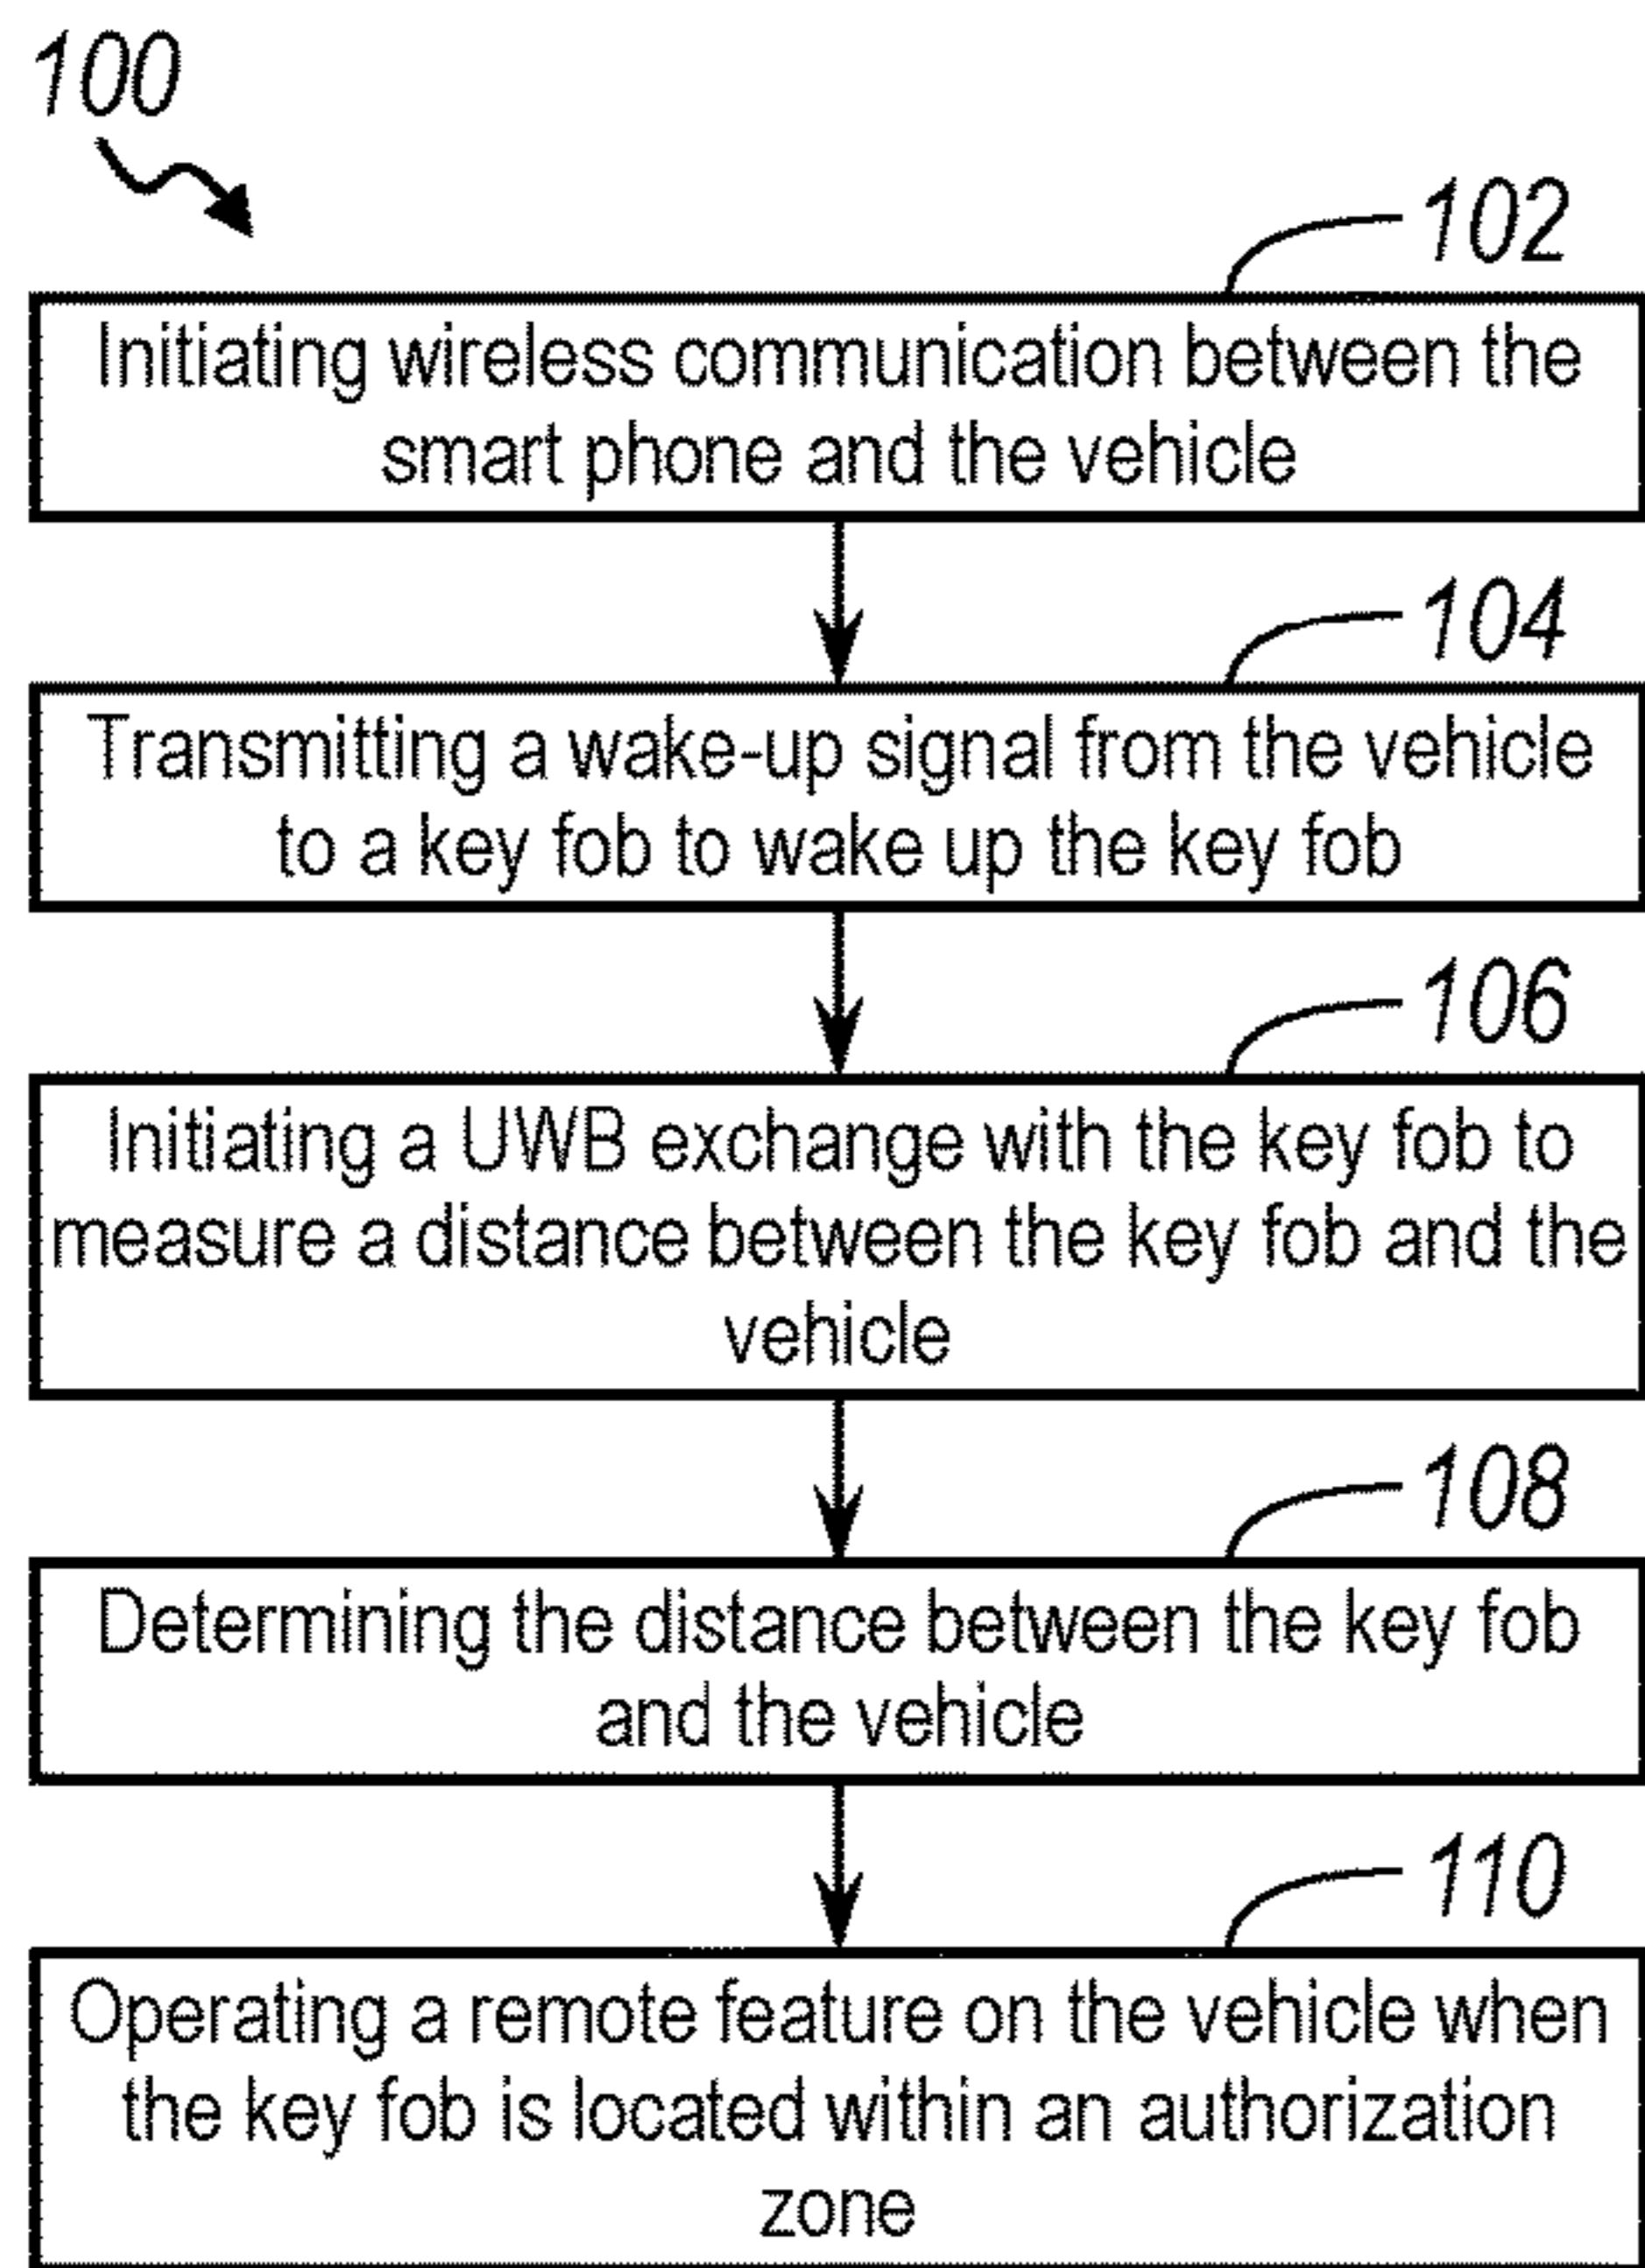 100
102
Initiating wireless communication between the
smart phone and the vehicle
104
Transmitting a wake-up signal from the vehicle
to a key fob to wake up the key fob
106
Initiating a UWB exchange with the key fob to
measure a distance between the key fob and the
vehicle
108
Determining the distance between the key fob
and the vehicle
110
Operating a remote feature on the vehicle when
the key fob is located within an authorization
zone